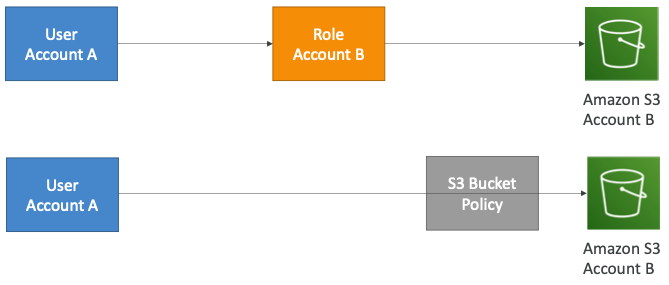 User
Account A
Role
Account B
Amazon S3
Account B
User
Account A
S3 Bucket
Policy
Amazon S3
Account B